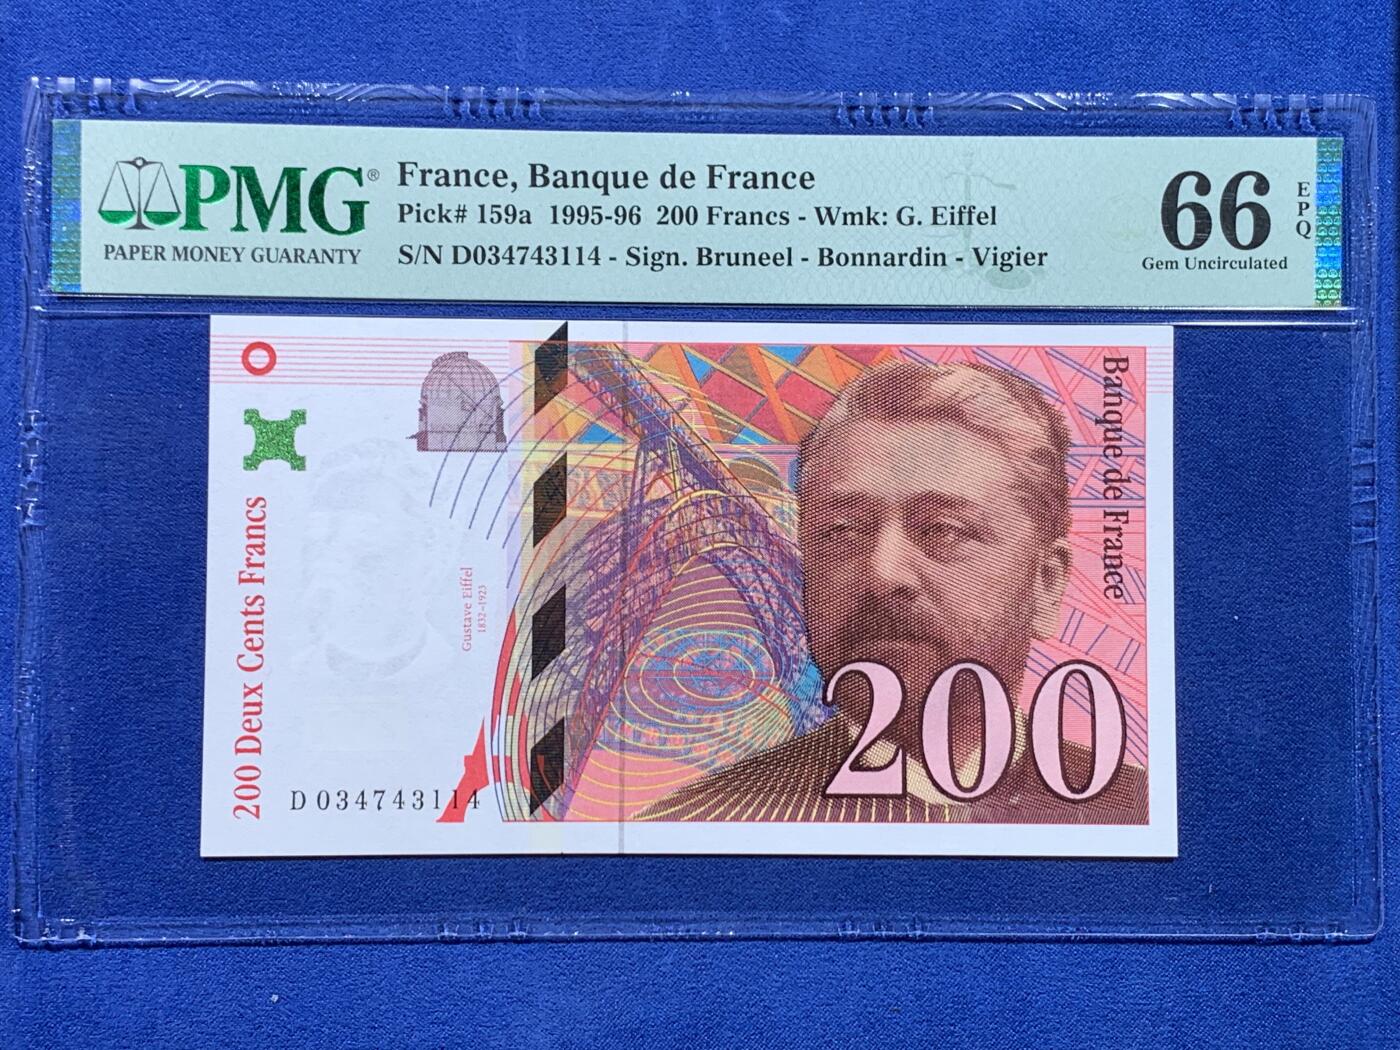 PMG®
PAPER MONEY GUARANTY
France, Banque de France
Pick# 159a 1995-96 200 Francs - Wmk: G. Eiffel
S/N D034743114 - Sign. Bruneel - Bonnardin - Vigier
66
EPQ
Gem Uncirculated
200 Deux Cents Francs
D 034743114
Gustave Eiffel
1832-1923
Banque de France
200